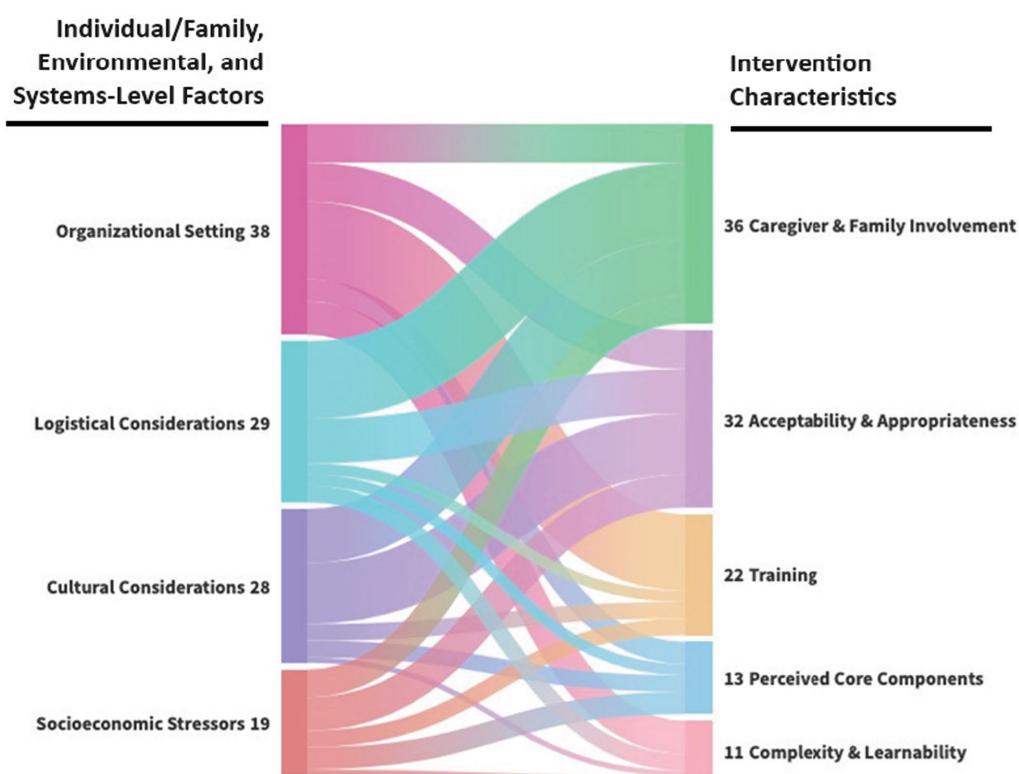 Individual/Family,
Environmental, and
Systems-Level Factors
Intervention
Characteristics
Organizational Setting 38
Logistical Considerations 29
Cultural Considerations 28
Socioeconomic Stressors 19
36 Caregiver & Family Involvement
32 Acceptability & Appropriateness
22 Training
13 Perceived Core Components
11 Complexity & Learnability